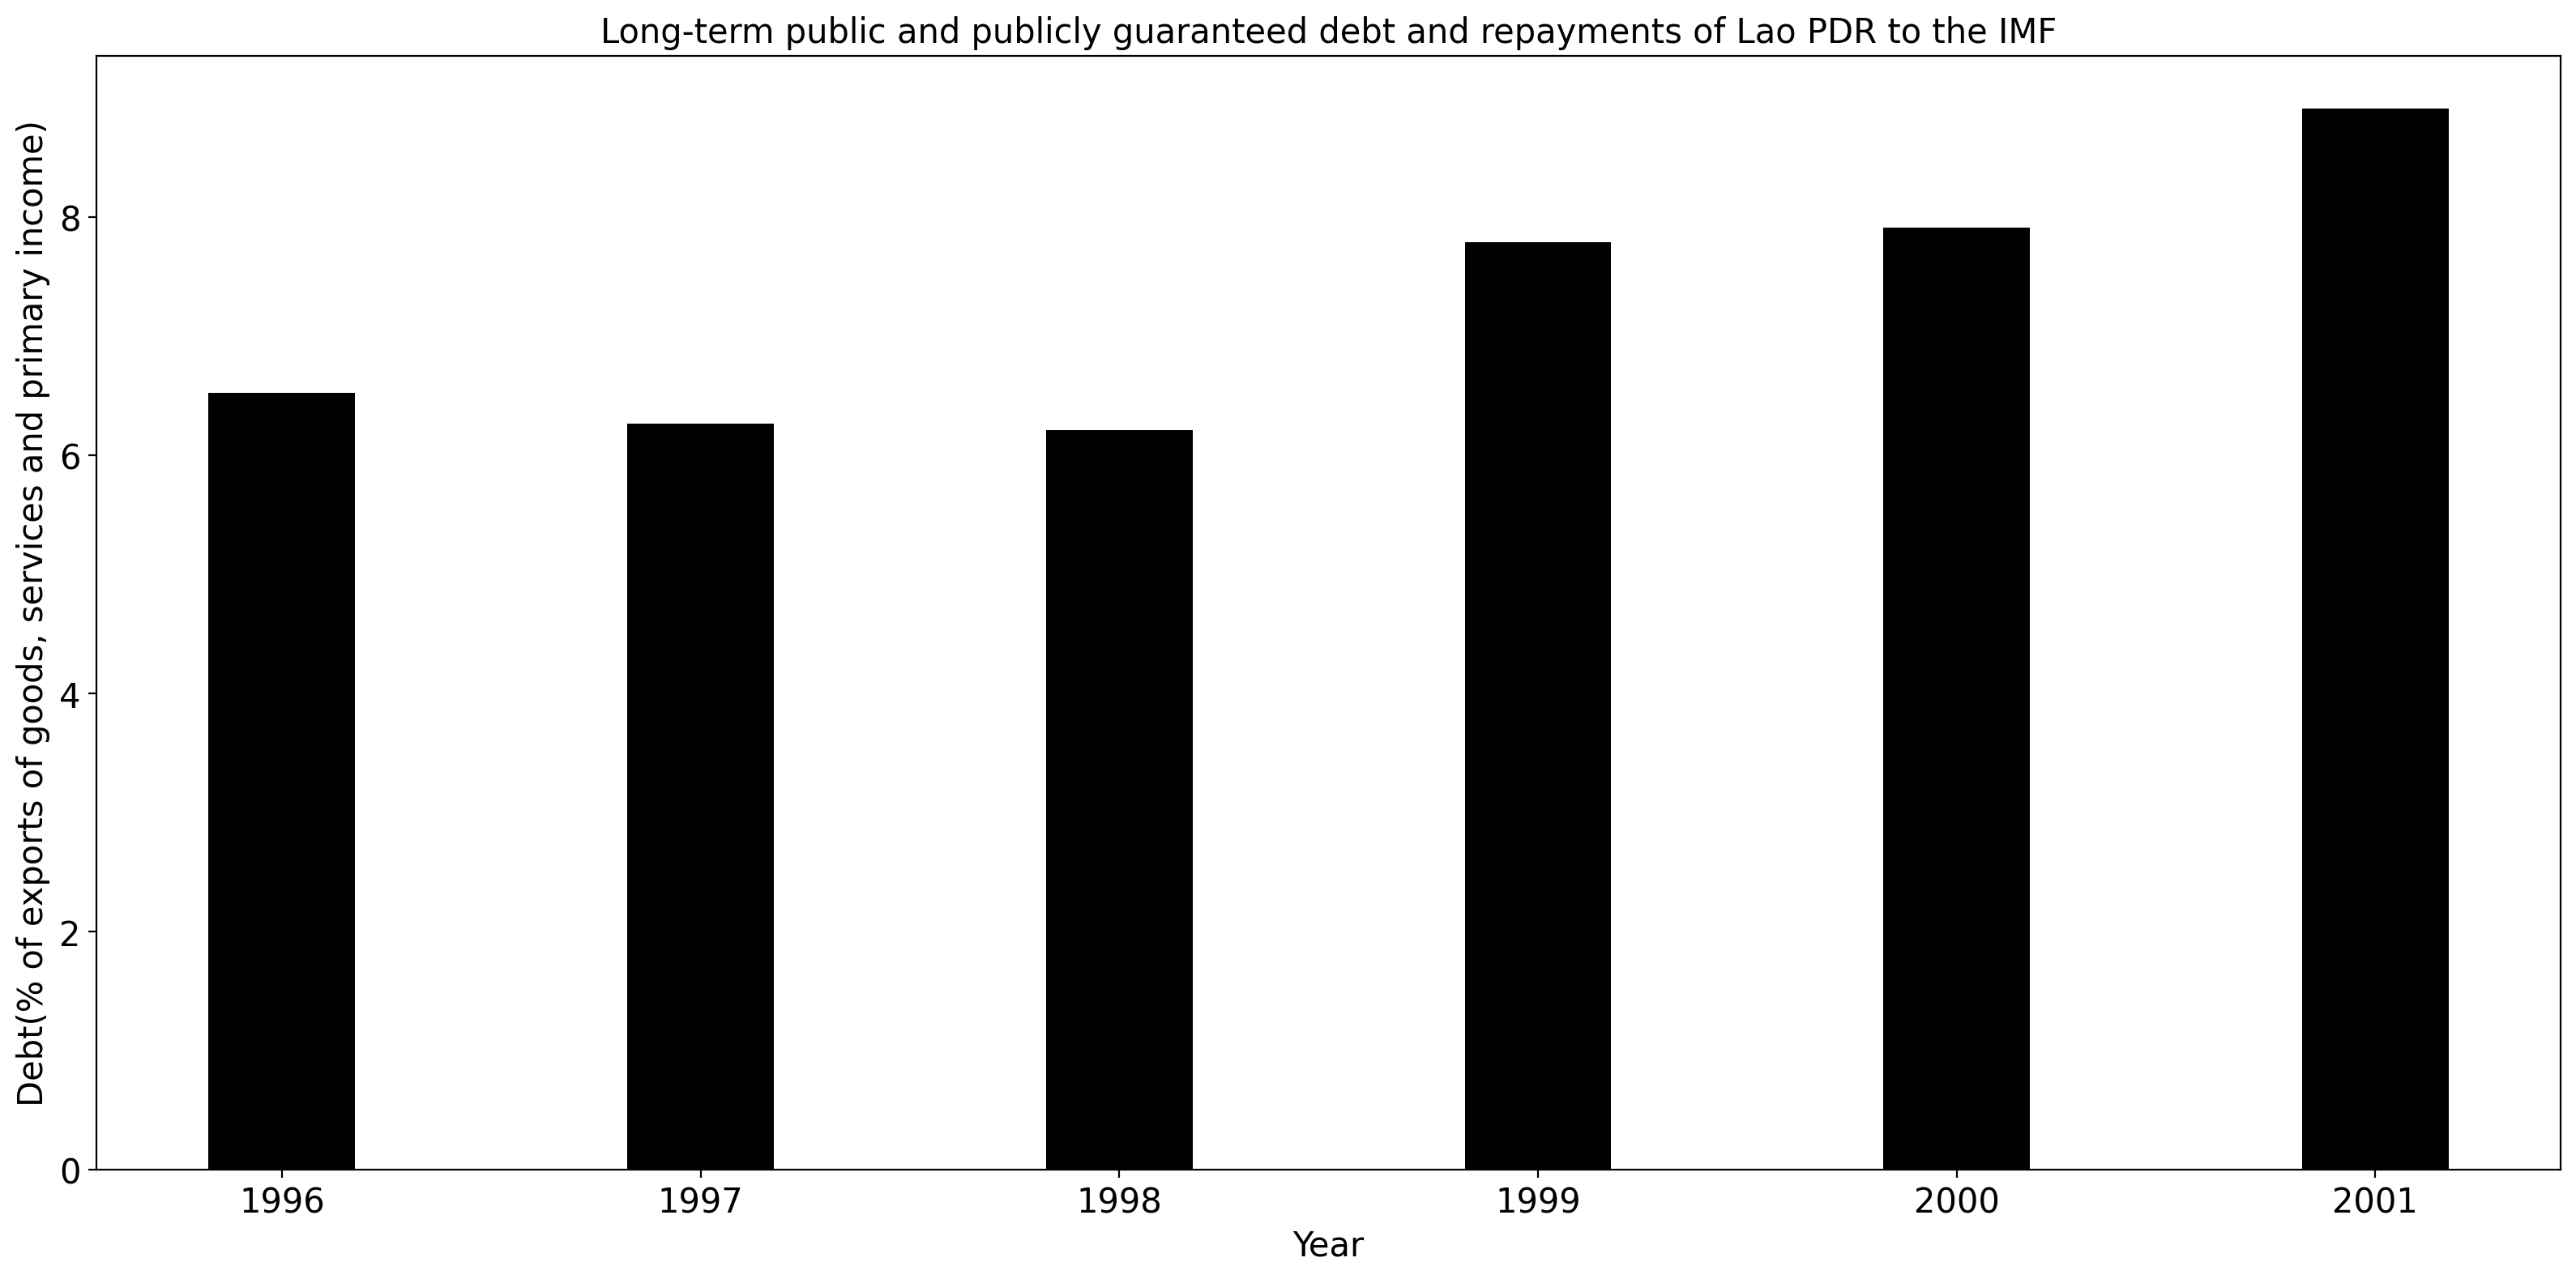 Long-term public and publicly guaranteed debt and repayments of Lao PDR to the IMF
Debt(% of exports of goods, services and primary income)
8
6
4
2
0
1996 1997 1998 1999 2000 2001
Year